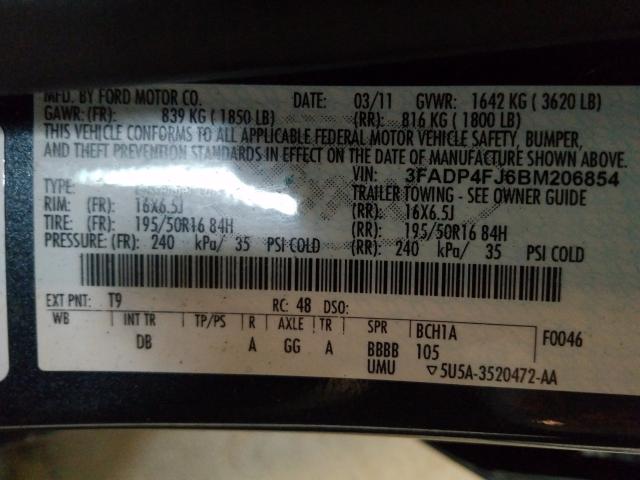 MFD. BY FORD MOTOR CO. 03/11 GVWR: 1642 KG ( 3620 LB)
GAWR: (FR): 839 KG ( 1850 LB) (RR): 816 KG ( 1800 LB)
THIS VEHICLE CONFORMS TO ALL APPLICABLE FEDERAL MOTOR VEHICLE SAFETY, BUMPER,
AND THEFT PREVENTION STANDARDS IN EFFECT ON THE DATE OF MANUFACTURE SHOWN ABOVE.
VIN: 3FADP4FJ6BM206854
TYPE: TRAILER TOWING - SEE OWNER GUIDE
RIM: (FR): 16X6.5J (RR): 16X6.5J
TIRE: (FR): 195/50R16 84H (RR): 195/50R16 84H
PRESSURE: (FR): 240 kPa/ 35 PSI COLD (RR): 240 kPa/ 35 PSI COLD
EXT PNT: T9 RC: 48 DSO:
WB INT TR TP/PS R AXLE TR SPR BCH1A F0046
DB A GG A BBBB 105
UMU ▽5U5A-3520472-AA